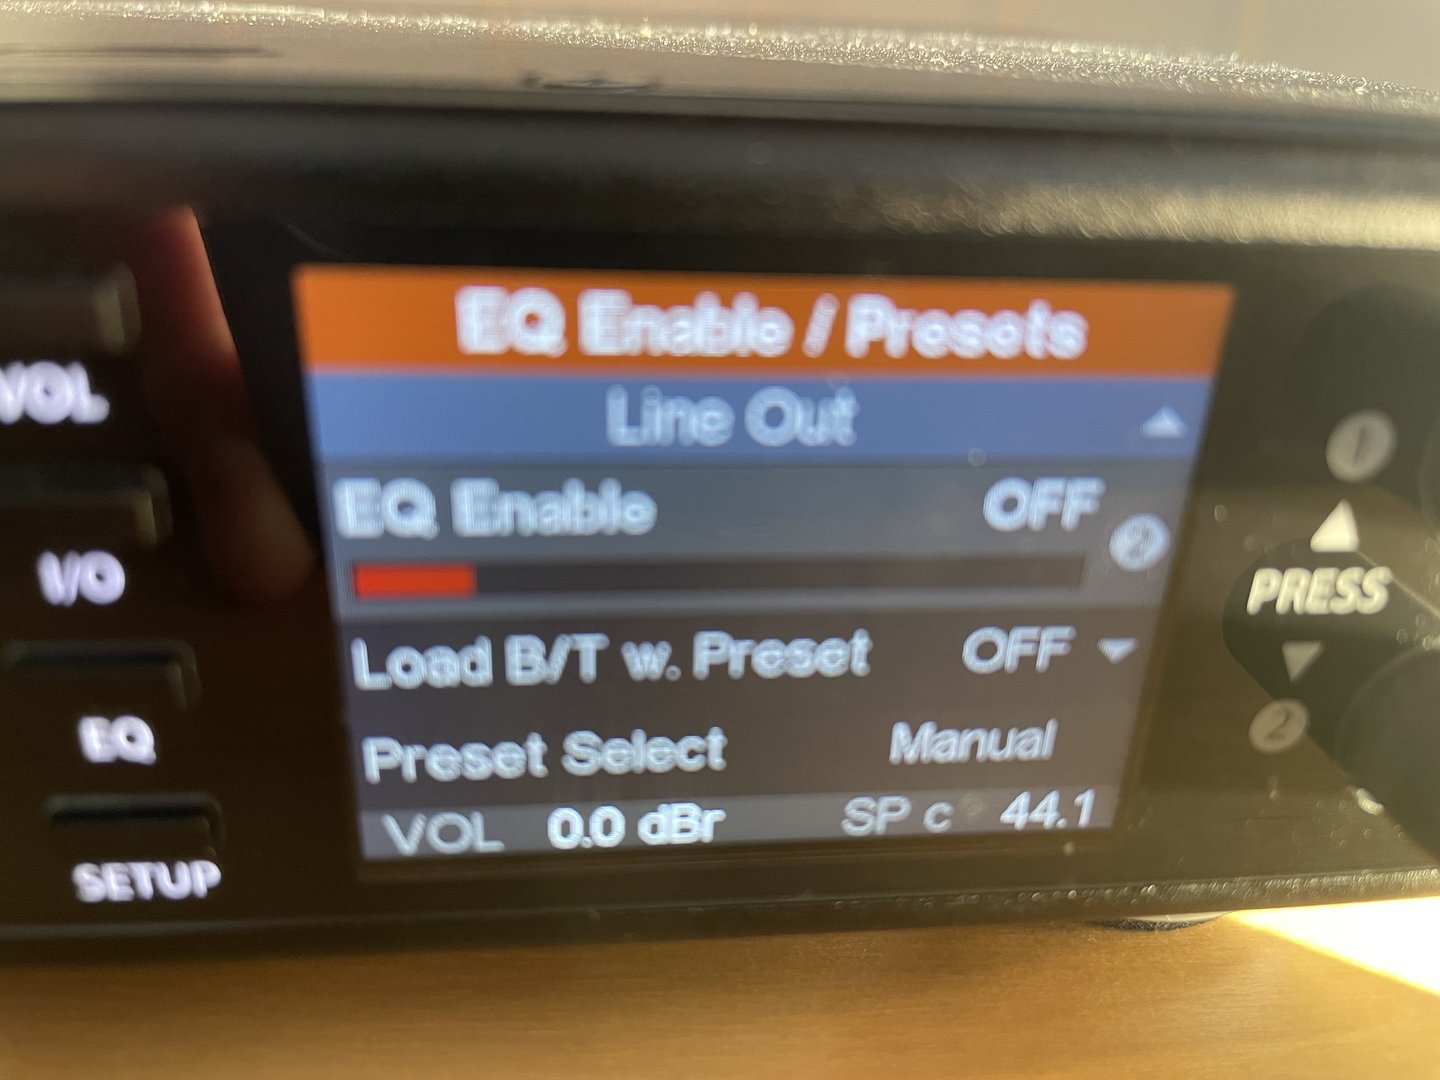 EQ Enable / Presets
Line Out
EQ Enable OFF
2
Load B/T w. Preset OFF
Preset Select Manual
VOL 0.0 dBr SP c 44.1
VOL
I/O
EQ
SETUP
1
PRESS
2